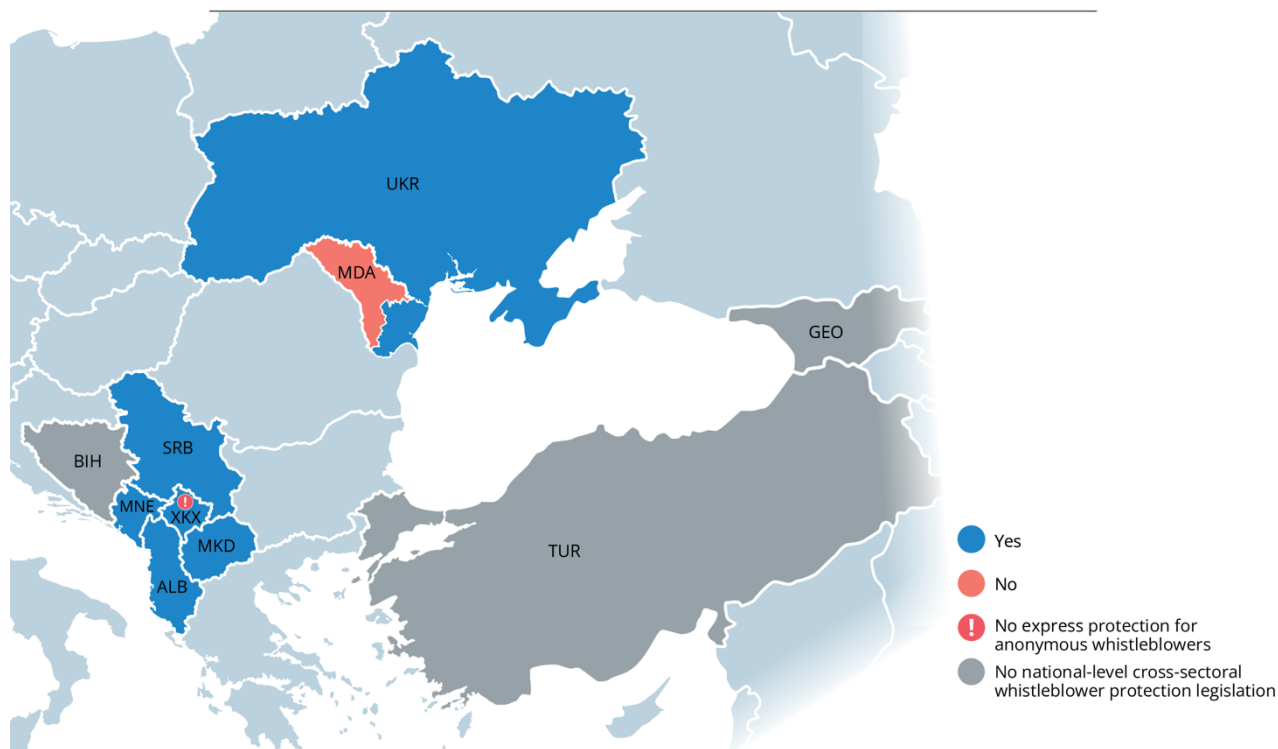 UKR
MDA
GEO
SRB
BIH
MNE
!
XKX
MKD
TUR
ALB
Yes
No
!
No express protection for
anonymous whistleblowers
No national-level cross-sectoral
whistleblower protection legislation